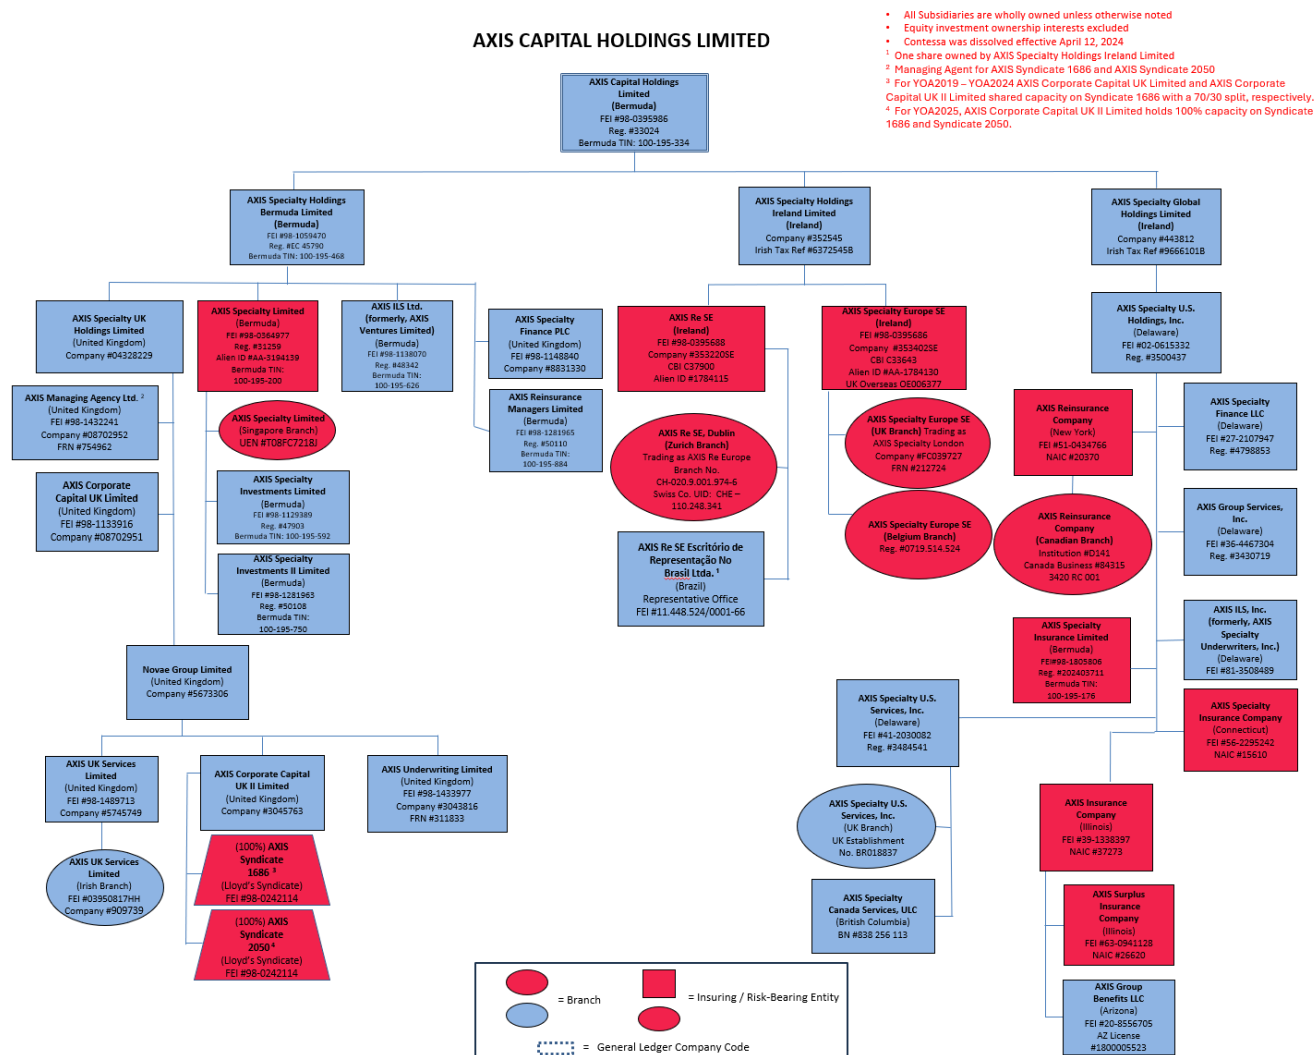 AXIS CAPITAL HOLDINGS LIMITED
• All Subsidiaries are wholly owned unless otherwise noted
• Equity investment ownership interests excluded
• Contessa was dissolved effective April 12, 2024
¹ One share owned by AXIS Specialty Holdings Ireland Limited
² Managing Agent for AXIS Syndicate 1686 and AXIS Syndicate 2050
³ For YOA2019 – YOA2024 AXIS Corporate Capital UK Limited and AXIS Corporate
Capital UK II Limited shared capacity on Syndicate 1686 with a 70/30 split, respectively.
⁴ For YOA2025, AXIS Corporate Capital UK II Limited holds 100% capacity on Syndicate
1686 and Syndicate 2050.
AXIS Capital Holdings
Limited
(Bermuda)
FEI #98-0395986
Reg. #33024
Bermuda TIN: 100-195-334
AXIS Specialty Holdings
Bermuda Limited
(Bermuda)
FEI #98-1059470
Reg. #EC 45790
Bermuda TIN: 100-195-468
AXIS Specialty Holdings
Ireland Limited
(Ireland)
Company #352545
Irish Tax Ref #6372545B
AXIS Specialty Global
Holdings Limited
(Ireland)
Company #443812
Irish Tax Ref #9666101B
AXIS Specialty UK
Holdings Limited
(United Kingdom)
Company #04328229
AXIS Specialty Limited
(Bermuda)
FEI #98-0364977
Reg. #31259
Alien ID #AA-3194139
Bermuda TIN:
100-195-200
AXIS ILS Ltd.
(formerly, AXIS
Ventures Limited)
(Bermuda)
FEI #98-1138070
Reg. #48342
Bermuda TIN:
100-195-626
AXIS Specialty
Finance PLC
(United Kingdom)
FEI #98-1148840
Company #8831330
AXIS Re SE
(Ireland)
FEI #98-0395688
Company #353220SE
CBI C37900
Alien ID #1784115
AXIS Specialty Europe SE
(Ireland)
FEI #98-0395686
Company #353402SE
CBI C33643
Alien ID #AA-1784130
UK Overseas OE006377
AXIS Specialty U.S.
Holdings, Inc.
(Delaware)
FEI #02-0615332
Reg. #3500437
AXIS Managing Agency Ltd. ²
(United Kingdom)
FEI #98-1432241
Company #08702952
FRN #754962
AXIS Specialty Limited
(Singapore Branch)
UEN #T08FC7218J
AXIS Reinsurance
Managers Limited
(Bermuda)
FEI #98-1281965
Reg. #50110
Bermuda TIN:
100-195-884
AXIS Re SE, Dublin
(Zurich Branch)
Trading as AXIS Re Europe
Branch No.
CH-020.9.001.974-6
Swiss Co. UID: CHE –
110.248.341
AXIS Specialty Europe SE
(UK Branch) Trading as
AXIS Specialty London
Company #FC039727
FRN #212724
AXIS Reinsurance
Company
(New York)
FEI #51-0434766
NAIC #20370
AXIS Specialty
Finance LLC
(Delaware)
FEI #27-2107947
Reg. #4798853
AXIS Corporate
Capital UK Limited
(United Kingdom)
FEI #98-1133916
Company #08702951
AXIS Specialty
Investments Limited
(Bermuda)
FEI #98-1129389
Reg. #47903
Bermuda TIN: 100-195-592
AXIS Specialty Europe SE
(Belgium Branch)
Reg. #0719.514.524
AXIS Reinsurance
Company
(Canadian Branch)
Institution #D141
Canada Business #84315
3420 RC 001
AXIS Group Services,
Inc.
(Delaware)
FEI #36-4467304
Reg. #3430719
AXIS Specialty
Investments II Limited
(Bermuda)
FEI #98-1281963
Reg. #50108
Bermuda TIN:
100-195-750
AXIS Re SE Escritório de
Representação No
Brasil Ltda. ¹
(Brazil)
Representative Office
FEI #11.448.524/0001-66
AXIS Specialty
Insurance Limited
(Bermuda)
FEI#98-1805806
Reg. #202403711
Bermuda TIN:
100-195-176
AXIS ILS, Inc.
(formerly, AXIS
Specialty
Underwriters, Inc.)
(Delaware)
FEI #81-3508489
Novae Group Limited
(United Kingdom)
Company #5673306
AXIS Specialty U.S.
Services, Inc.
(Delaware)
FEI #41-2030082
Reg. #3484541
AXIS Specialty
Insurance Company
(Connecticut)
FEI #56-2295242
NAIC #15610
AXIS UK Services
Limited
(United Kingdom)
FEI #98-1489713
Company #5745749
AXIS Corporate Capital
UK II Limited
(United Kingdom)
Company #3045763
AXIS Underwriting Limited
(United Kingdom)
FEI #98-1433977
Company #3043816
FRN #311833
AXIS Specialty U.S.
Services, Inc.
(UK Branch)
UK Establishment
No. BR018837
AXIS Insurance
Company
(Illinois)
FEI #39-1338397
NAIC #37273
AXIS UK Services
Limited
(Irish Branch)
FEI #03950817HH
Company #909739
(100%) AXIS
Syndicate
1686 ³
(Lloyd's Syndicate)
FEI #98-0242114
AXIS Specialty
Canada Services, ULC
(British Columbia)
BN #838 256 113
AXIS Surplus
Insurance
Company
(Illinois)
FEI #63-0941128
NAIC #26620
(100%) AXIS
Syndicate
2050 ⁴
(Lloyd's Syndicate)
FEI #98-0242114
AXIS Group
Benefits LLC
(Arizona)
FEI #20-8556705
AZ License
#1800005523
= Branch
= Insuring / Risk-Bearing Entity
= General Ledger Company Code